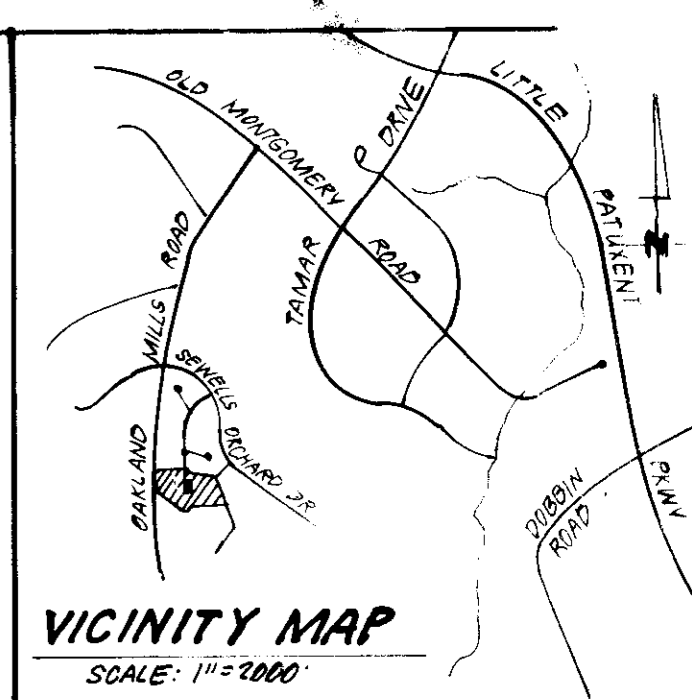 OLD MONTGOMERY ROAD
TAMAR DRIVE
LITTLE PATUXENT PKWY
OAKLAND MILLS ROAD
SEWELLS ORCHARD DR
DOBBIN ROAD
N
VICINITY MAP
SCALE: 1"=2000'